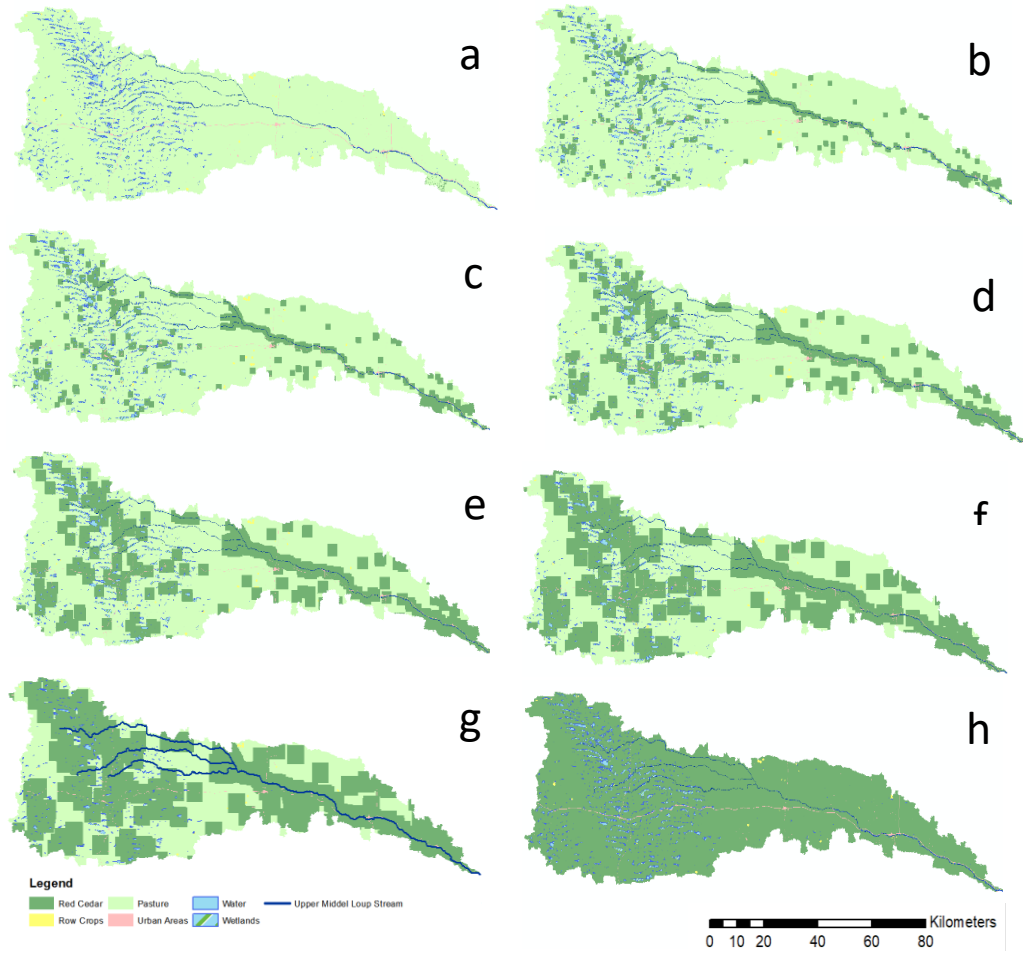 a
b
c
d
e
f
g
h
Legend
Red Cedar Pasture Water Upper Middel Loup Stream
Row Crops Urban Areas Wetlands
Kilometers
0 10 20 40 60 80